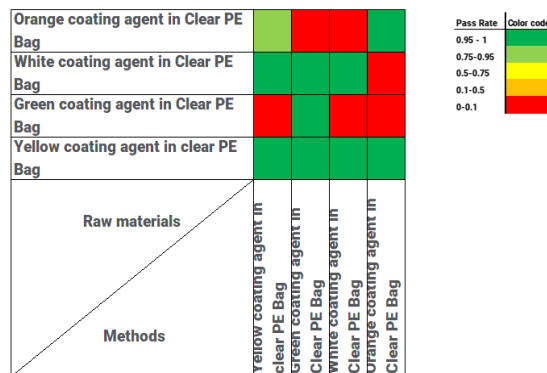 Orange coating agent in Clear PE
Bag
White coating agent in Clear PE
Bag
Green coating agent in Clear PE
Bag
Yellow coating agent in clear PE
Bag
Raw materials
Methods
Yellow coating agent in
clear PE Bag
Green coating agent in
Clear PE Bag
White coating agent in
Clear PE Bag
Orange coating agent in
Clear PE Bag
Pass Rate Color code
0.95 - 1
0.75-0.95
0.5-0.75
0.1-0.5
0-0.1